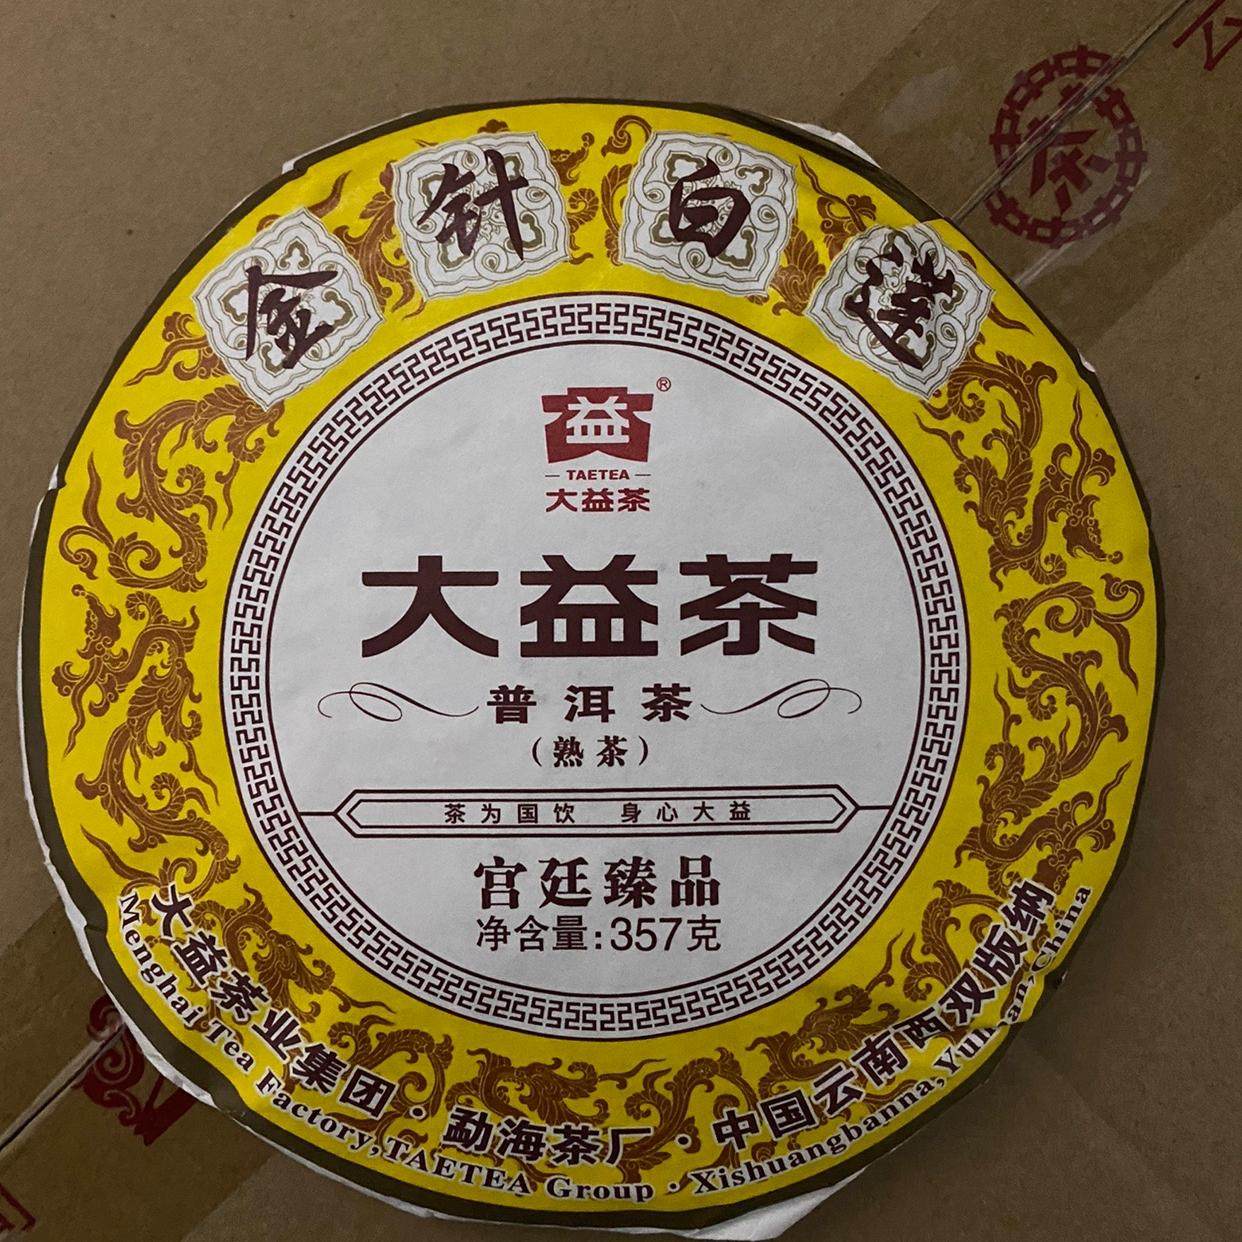 金针白莲
益®
TAETEA
大益茶
大益茶
普洱茶
（熟茶）
茶为国饮 身心大益
宫廷臻品
净含量:357克
大益茶业集团·勐海茶厂·中国云南西双版纳
Menghai Tea Factory,TAETEA Group·Xishuangbanna,Yunnan,China
茶
云